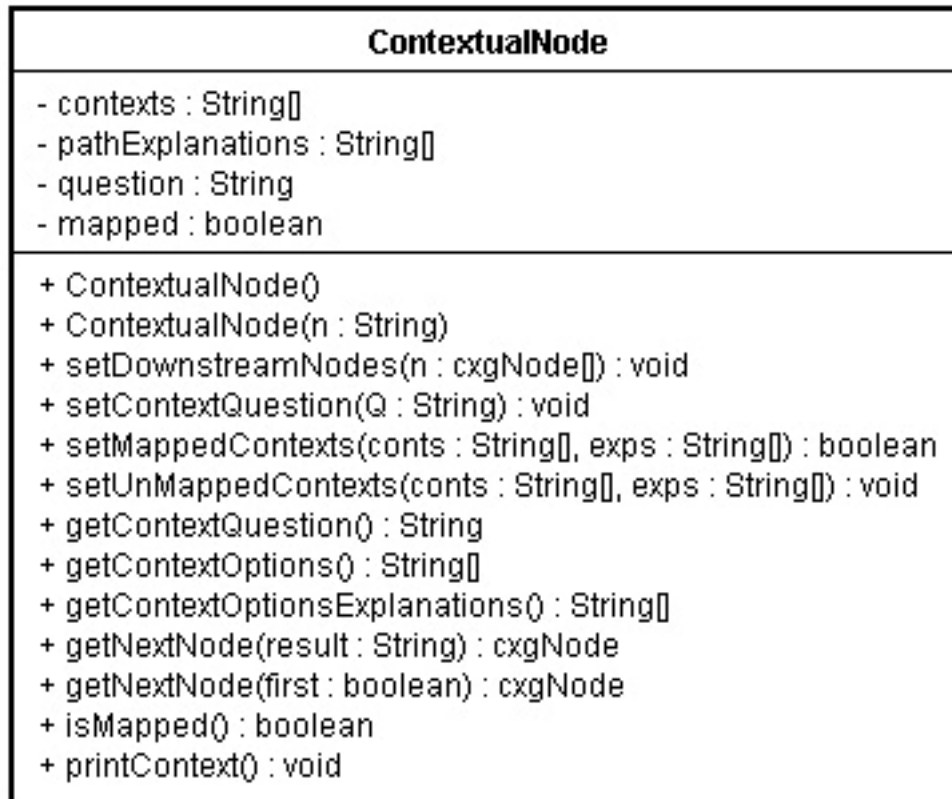 ContextualNode
- contexts : String[]
- pathExplanations : String[]
- question : String
- mapped : boolean
+ ContextualNode()
+ ContextualNode(n : String)
+ setDownstreamNodes(n : cxgNode[]) : void
+ setContextQuestion(Q : String) : void
+ setMappedContexts(conts : String[], exps : String[]) : boolean
+ setUnMappedContexts(conts : String[], exps : String[]) : void
+ getContextQuestion() : String
+ getContextOptions() : String[]
+ getContextOptionsExplanations() : String[]
+ getNextNode(result : String) : cxgNode
+ getNextNode(first : boolean) : cxgNode
+ isMapped() : boolean
+ printContext() : void